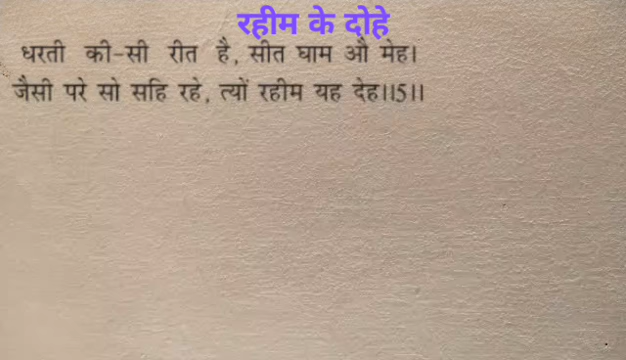 रहीम के दोहे
धरती की-सी रीत है, सीत घाम औ मेह।
जैसी परे सो सहि रहे, त्यों रहीम यह देह।।5।।